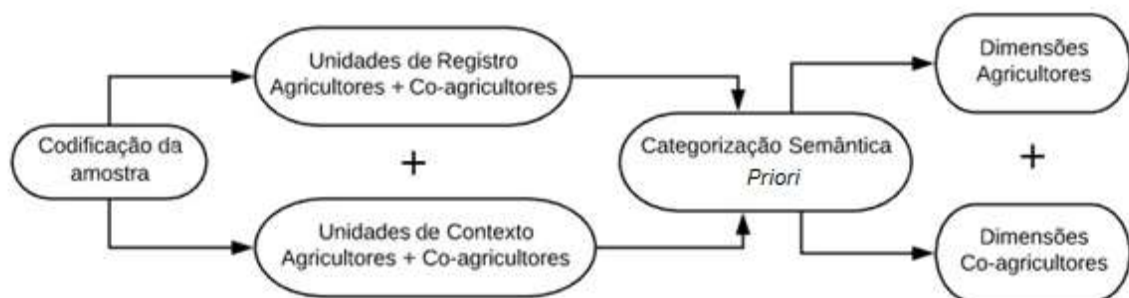 Codificação da
amostra
Unidades de Registro
Agricultores + Co-agricultores
+
Unidades de Contexto
Agricultores + Co-agricultores
Categorização Semântica
Priori
Dimensões
Agricultores
+
Dimensões
Co-agricultores